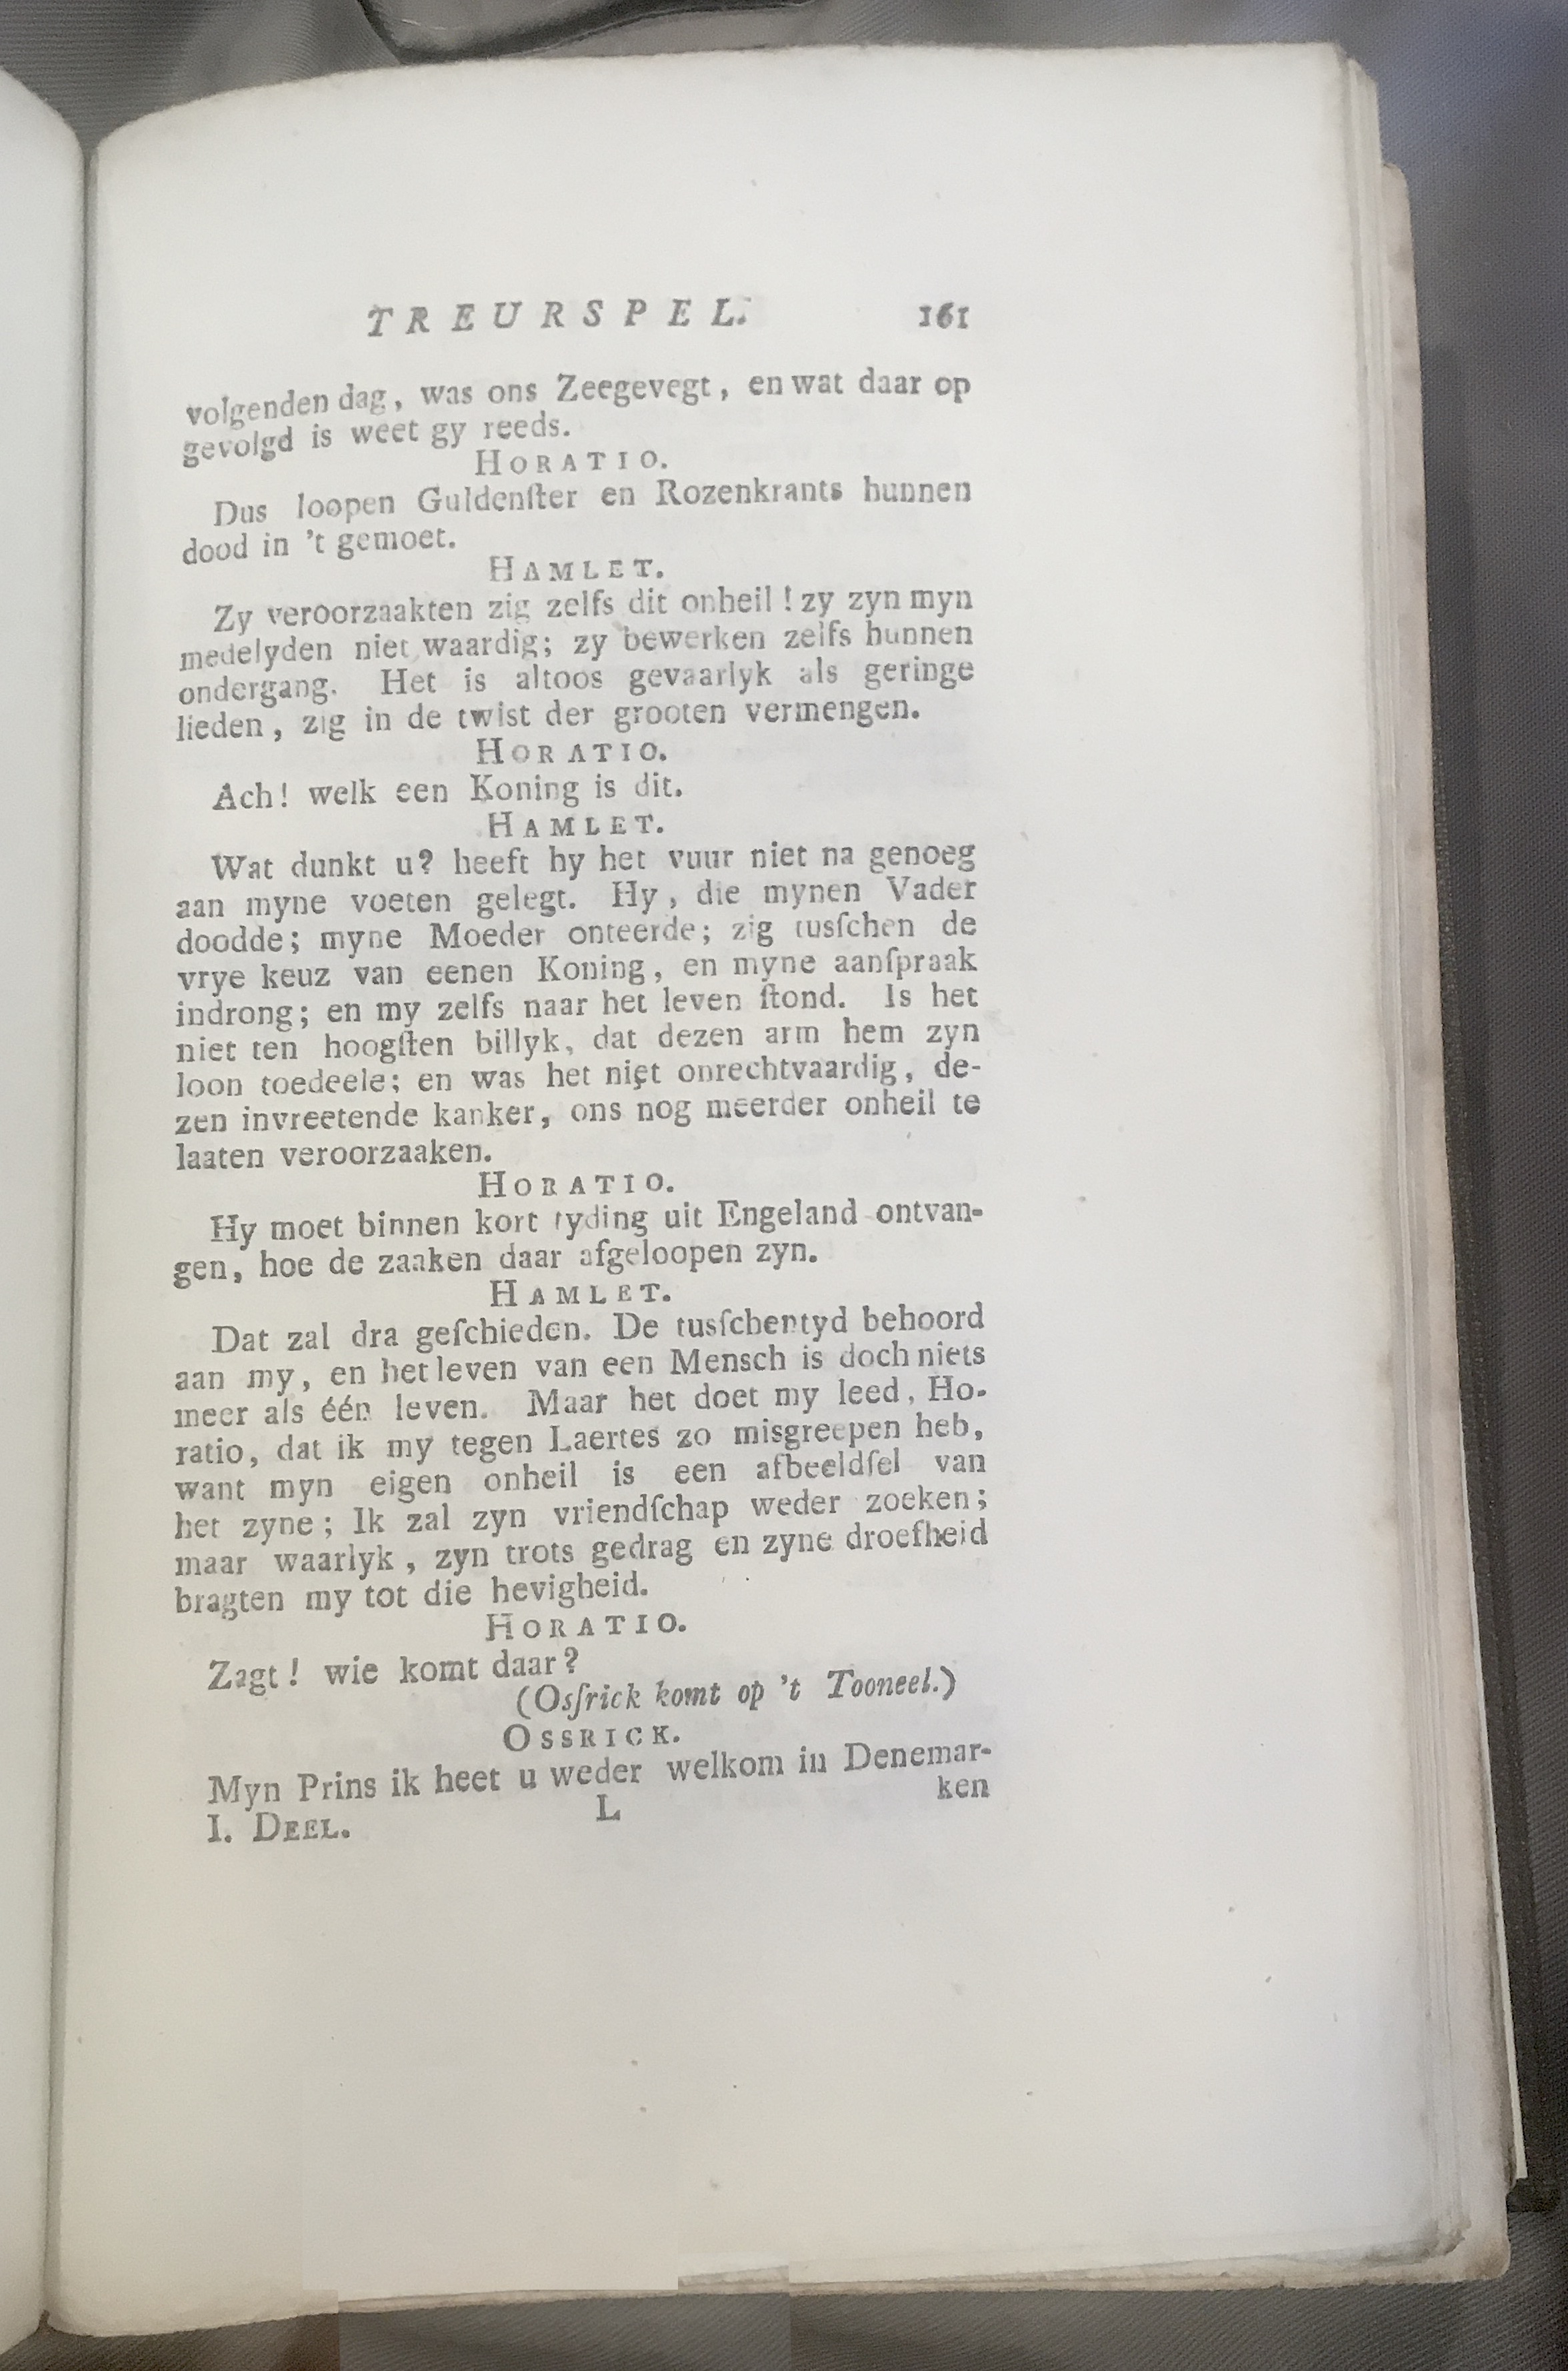 TREURSPEL. 161
volgenden dag, was ons Zeegevegt, en wat daar op
gevolgd is weet gy reeds.
HORATIO.
Dus loopen Guldenſter en Rozenkrants hunnen
dood in 't gemoet.
HAMLET.
Zy veroorzaakten zig zelfs dit onheil! zy zyn myn
medelyden niet waardig; zy bewerken zelfs hunnen
ondergang. Het is altoos gevaarlyk als geringe
lieden, zig in de twist der grooten vermengen.
HORATIO.
Ach! welk een Koning is dit.
HAMLET.
Wat dunkt u? heeft hy het vuur niet na genoeg
aan myne voeten gelegt. Hy, die mynen Vader
doodde; myne Moeder onteerde; zig tusſchen de
vrye keuz van eenen Koning, en myne aanſpraak
indrong; en my zelfs naar het leven ſtond. Is het
niet ten hoogſten billyk, dat dezen arm hem zyn
loon toedeele; en was het niet onrechtvaardig, de-
zen invreetende kanker, ons nog meerder onheil te
laaten veroorzaaken.
HORATIO.
Hy moet binnen kort tyding uit Engeland ontvan-
gen, hoe de zaaken daar afgeloopen zyn.
HAMLET.
Dat zal dra geſchieden. De tusſchentyd behoord
aan my, en het leven van een Mensch is doch niets
meer als één leven. Maar het doet my leed, Ho-
ratio, dat ik my tegen Laertes zo misgreepen heb,
want myn eigen onheil is een afbeeldſel van
het zyne; Ik zal zyn vriendſchap weder zoeken;
maar waarlyk, zyn trots gedrag en zyne droefheid
bragten my tot die hevigheid.
HORATIO.
Zagt! wie komt daar?
(Osſrick komt op 't Tooneel.)
OSSRICK.
Myn Prins ik heet u weder welkom in Denemar-
I. DEEL. L ken